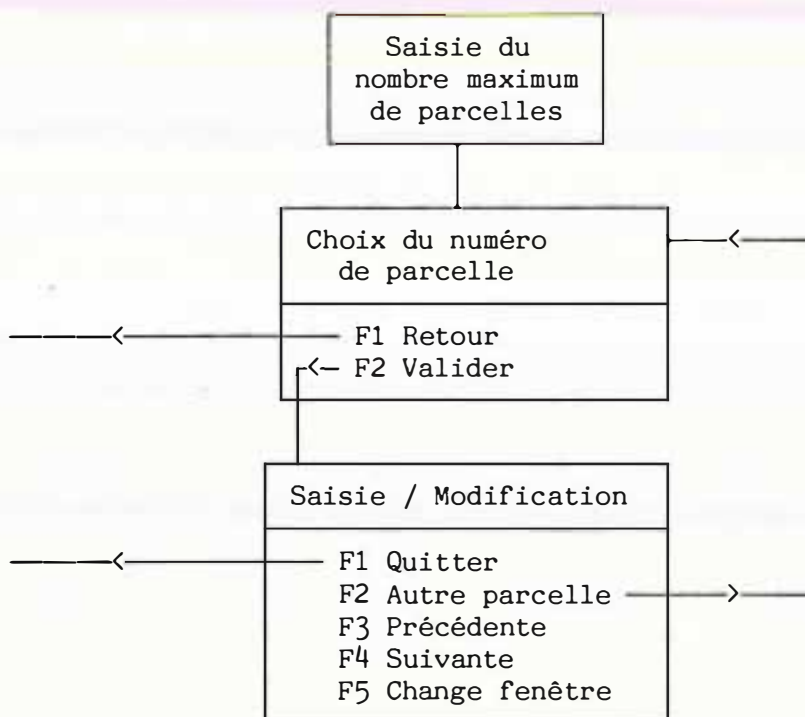 Saisie du
nombre maximum
de parcelles
Choix du numéro
de parcelle
F1 Retour
F2 Valider
Saisie / Modification
F1 Quitter
F2 Autre parcelle
F3 Précédente
F4 Suivante
F5 Change fenêtre